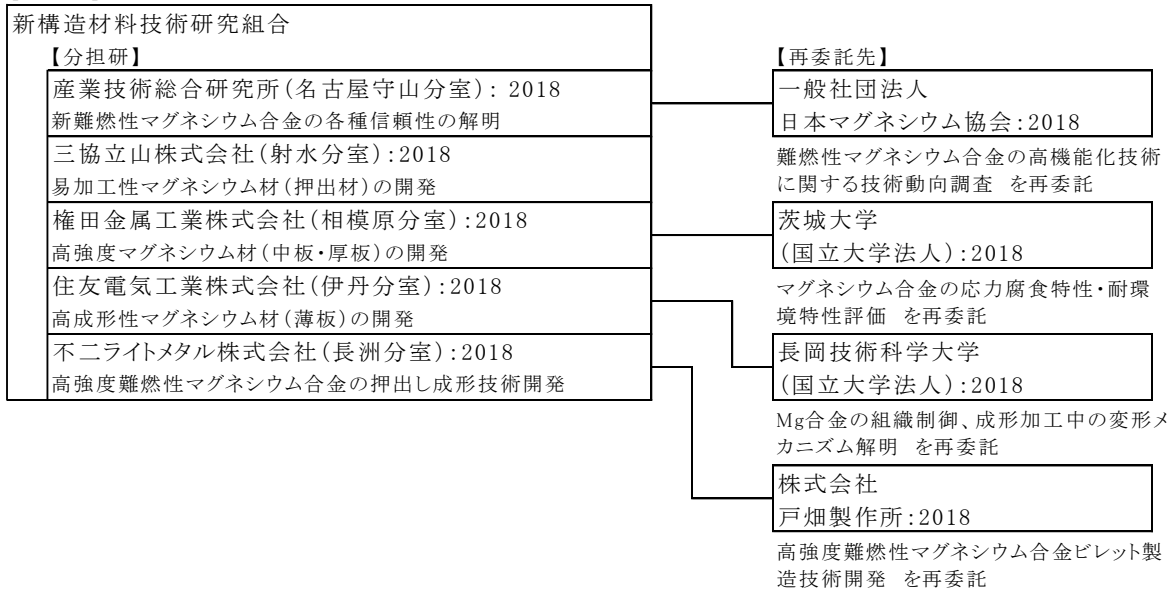 新構造材料技術研究組合
【分担研】
産業技術総合研究所(名古屋守山分室): 2018
新難燃性マグネシウム合金の各種信頼性の解明
三協立山株式会社(射水分室):2018
易加工性マグネシウム材(押出材)の開発
権田金属工業株式会社(相模原分室):2018
高強度マグネシウム材(中板・厚板)の開発
住友電気工業株式会社(伊丹分室):2018
高成形性マグネシウム材(薄板)の開発
不二ライトメタル株式会社(長洲分室):2018
高強度難燃性マグネシウム合金の押出し成形技術開発
【再委託先】
一般社団法人
日本マグネシウム協会:2018
難燃性マグネシウム合金の高機能化技術
に関する技術動向調査 を再委託
茨城大学
(国立大学法人):2018
マグネシウム合金の応力腐食特性・耐環
境特性評価 を再委託
長岡技術科学大学
(国立大学法人):2018
Mg合金の組織制御、成形加工中の変形メ
カニズム解明 を再委託
株式会社
戸畑製作所:2018
高強度難燃性マグネシウム合金ビレット製
造技術開発 を再委託